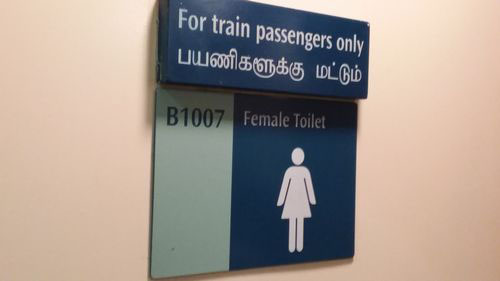 For train passengers only
பயணிகளுக்கு மட்டும்
B1007 Female Toilet